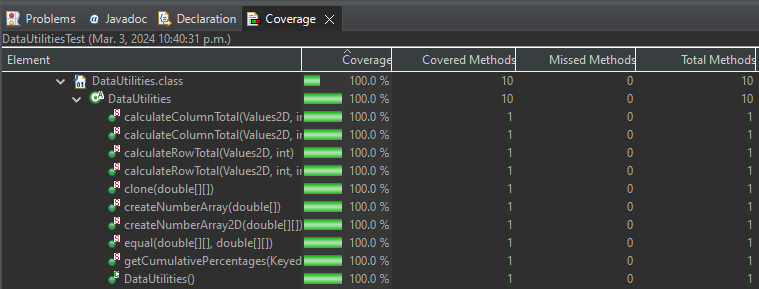 Problems Javadoc Declaration Coverage
DataUtilitiesTest (Mar. 3, 2024 10:40:31 p.m.)
Element Coverage Covered Methods Missed Methods Total Methods
DataUtilities.class 100.0 % 10 0 10
DataUtilities 100.0 % 10 0 10
calculateColumnTotal(Values2D, in 100.0 % 1 0 1
calculateColumnTotal(Values2D, in 100.0 % 1 0 1
calculateRowTotal(Values2D, int) 100.0 % 1 0 1
calculateRowTotal(Values2D, int, i 100.0 % 1 0 1
clone(double[][]) 100.0 % 1 0 1
createNumberArray(double[]) 100.0 % 1 0 1
createNumberArray2D(double[][]) 100.0 % 1 0 1
equal(double[][], double[][]) 100.0 % 1 0 1
getCumulativePercentages(Keyed 100.0 % 1 0 1
DataUtilities() 100.0 % 1 0 1